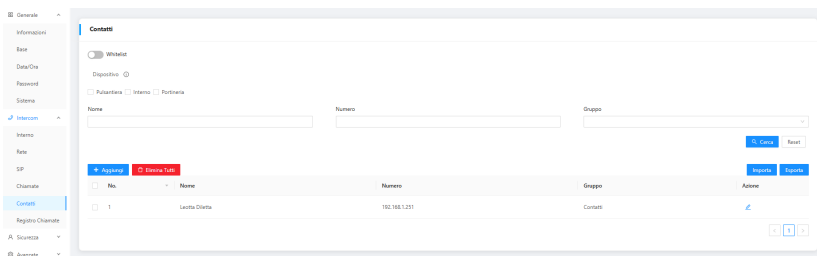 Generale
Informazioni
Base
Data/Ora
Password
Sistema
Intercom
Interno
Rete
SIP
Chiamate
Contatti
Registro Chiamate
Sicurezza
Avanzate
Contatti
Whitelist
Dispositivo
Pulsantiera Interno Portineria
Nome Numero Gruppo
Cerca Reset
+ Aggiungi Elimina Tutti Importa Esporta
No. Nome Numero Gruppo Azione
1 Leotta Diletta 192.168.1.251 Contatti
< 1 >